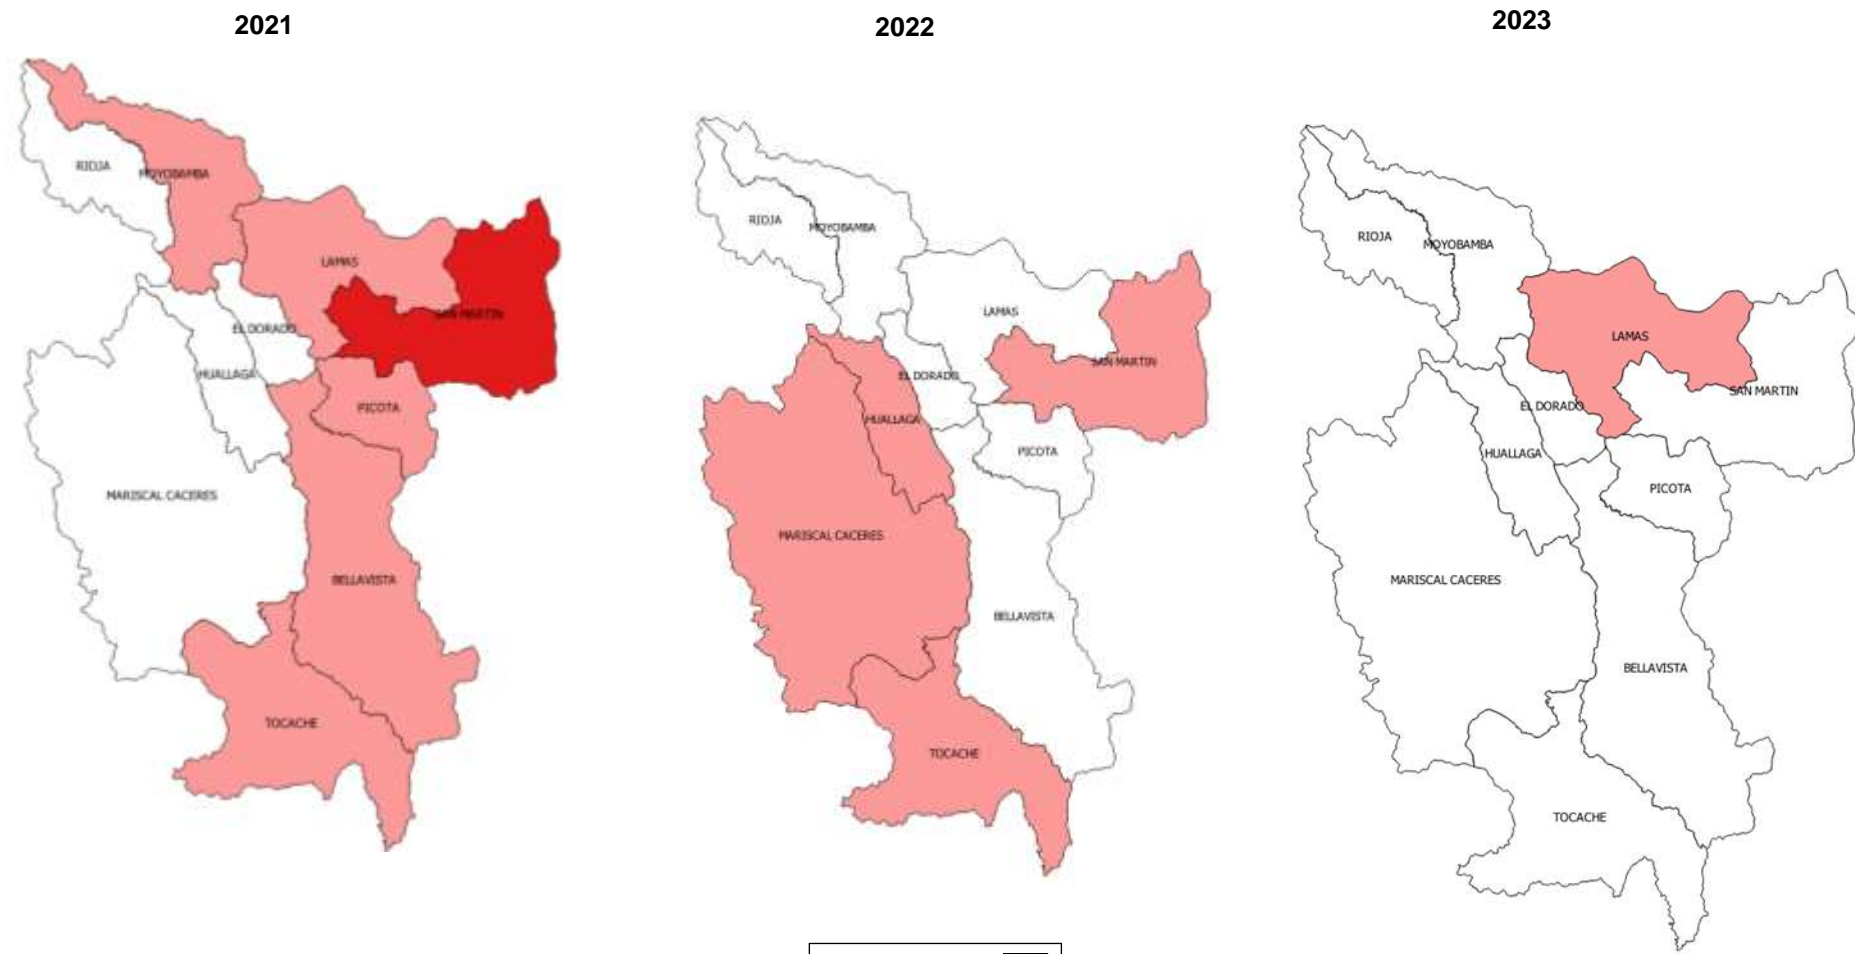 2021
RIOJA
MOYOBAMBA
LAMAS
SAN MARTIN
EL DORADO
HUALLAGA
PICOTA
MARISCAL CACERES
BELLAVISTA
TOCACHE
2022
RIOJA
MOYOBAMBA
LAMAS
SAN MARTIN
EL DORADO
HUALLAGA
PICOTA
MARISCAL CACERES
BELLAVISTA
TOCACHE
2023
RIOJA
MOYOBAMBA
LAMAS
SAN MARTIN
EL DORADO
HUALLAGA
PICOTA
MARISCAL CACERES
BELLAVISTA
TOCACHE